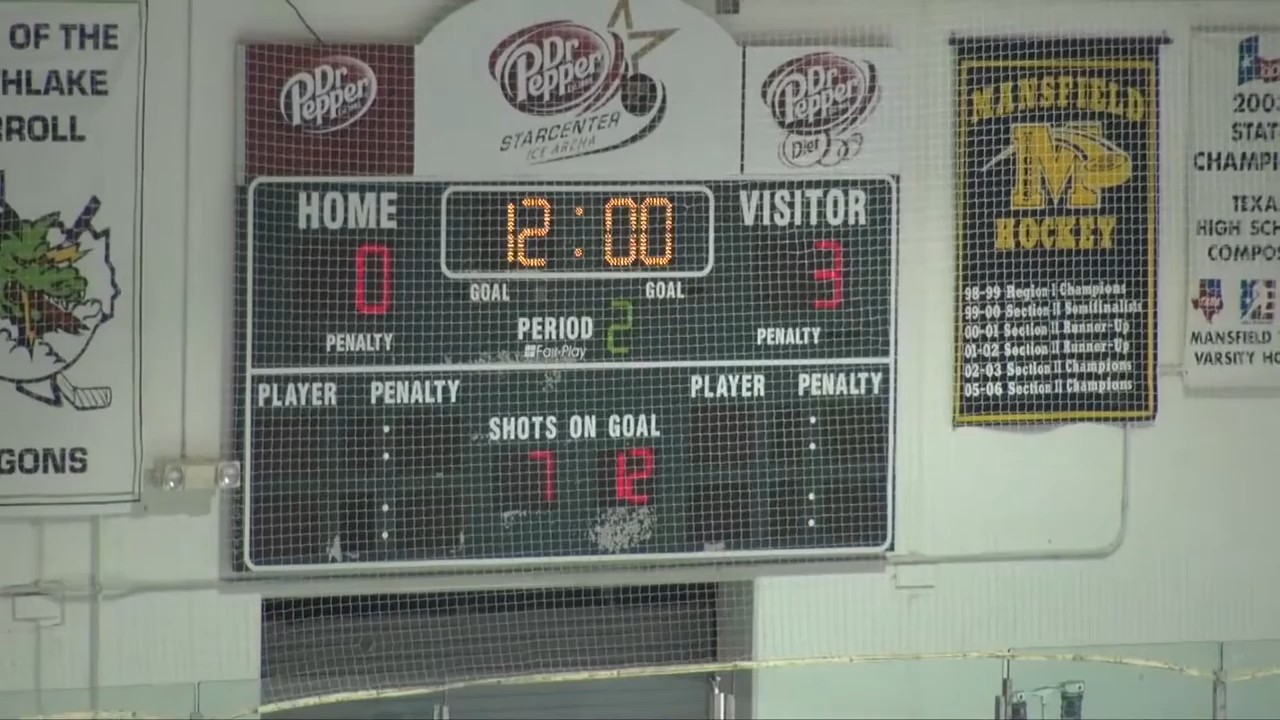 OF THE
HLAKE
RROLL
GONS
Dr Pepper
Dr Pepper
STARCENTER
ICE ARENA
Dr Pepper
Diet
HOME
12:00
VISITOR
0
3
GOAL
GOAL
PERIOD 2
PENALTY
PENALTY
Fair-Play
PLAYER PENALTY
PLAYER PENALTY
SHOTS ON GOAL
7 12
MANSFIELD
M
HOCKEY
98-99 Region I Champions
99-00 Section II Semifinalists
00-01 Section II Runner-Up
01-02 Section II Runner-Up
02-03 Section II Champions
05-06 Section II Champions
200
STAT
CHAMPI
TEXA
HIGH SCH
COMPOS
MANSFIELD
VARSITY HO